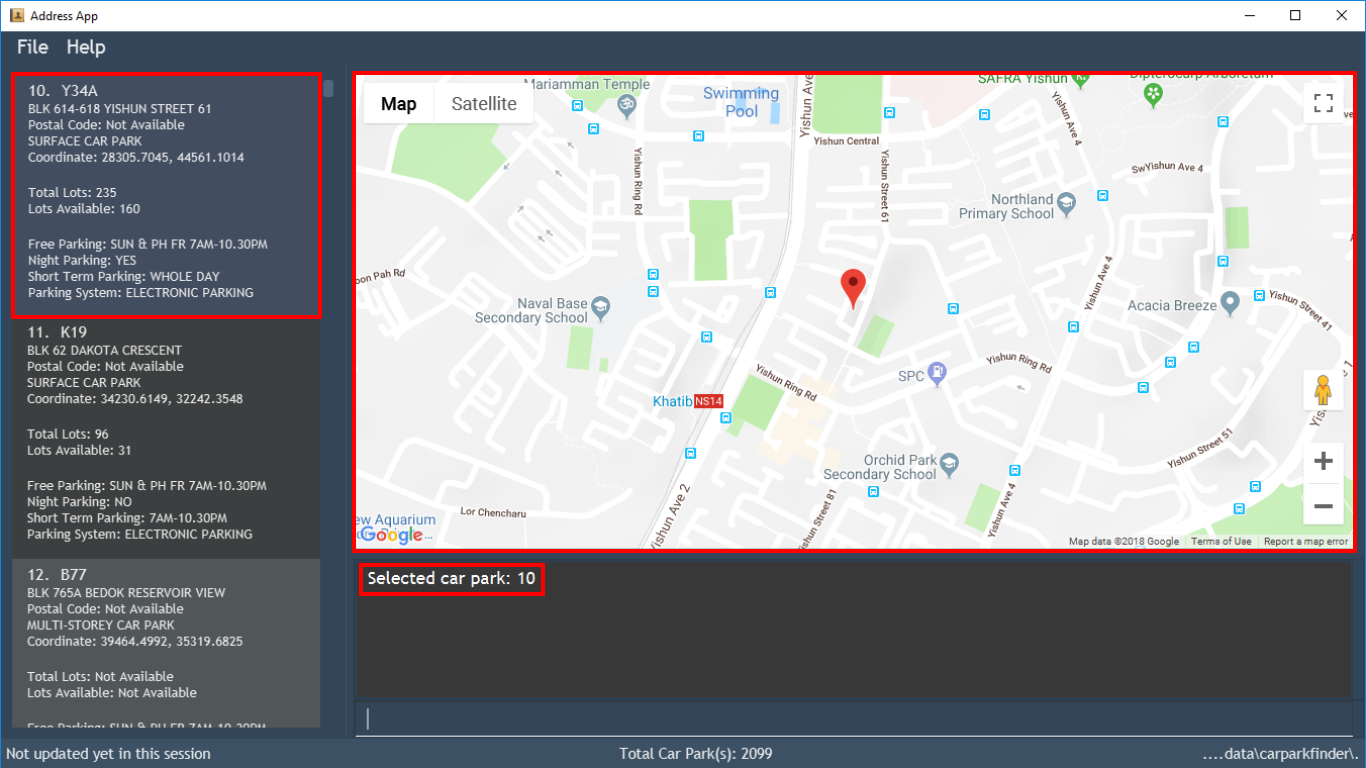 Address App
File Help
10. Y34A
BLK 614-618 YISHUN STREET 61
Postal Code: Not Available
SURFACE CAR PARK
Coordinate: 28305.7045, 44561.1014
Total Lots: 235
Lots Available: 160
Free Parking: SUN & PH FR 7AM-10.30PM
Night Parking: YES
Short Term Parking: WHOLE DAY
Parking System: ELECTRONIC PARKING
11. K19
BLK 62 DAKOTA CRESCENT
Postal Code: Not Available
SURFACE CAR PARK
Coordinate: 34230.6149, 32242.3548
Total Lots: 96
Lots Available: 31
Free Parking: SUN & PH FR 7AM-10.30PM
Night Parking: NO
Short Term Parking: 7AM-10.30PM
Parking System: ELECTRONIC PARKING
12. B77
BLK 765A BEDOK RESERVOIR VIEW
Postal Code: Not Available
MULTI-STOREY CAR PARK
Coordinate: 39464.4992, 35319.6825
Total Lots: Not Available
Lots Available: Not Available
Free Parking: SUN & PH FR 7AM-10.30PM
Map Satellite
Mariamman Temple
Swimming
Pool
Yishun Ave
SAFRA Yishun
Dipterocarp Arboretum
Yishun Central
Yishun Ave 4
Yishun Ring Rd
Yishun Street 61
SwYishun Ave 4
Northland
Primary School
oon Pah Rd
Yishun Ave 4
Naval Base
Secondary School
Acacia Breeze
Yishun Street 41
Yishun Ring Rd
SPC
Yishun Ring Rd
Khatib NS14
Orchid Park
Secondary School
Yishun Street 51
Yis
Lor Chencharu
Yishun Ave 2
Yishun Street 81
Yishun Ave 4
ew Aquarium
Google
Map data ©2018 Google Terms of Use Report a map error
Selected car park: 10
Not updated yet in this session
Total Car Park(s): 2099
....data\carparkfinder\.